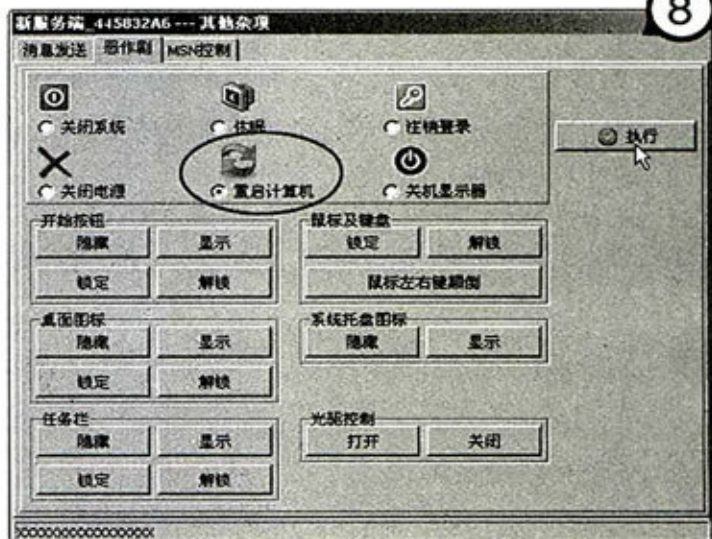 8
新服务端_445832A6 --- 其他杂项
消息发送 恶作剧 MSN控制
关闭系统 休眠 注销登录
执行
关闭电源 重启计算机 关机显示器
开始按钮 鼠标及键盘
隐藏 显示 锁定 解锁
锁定 解锁 鼠标左右键颠倒
桌面图标 系统托盘图标
隐藏 显示 隐藏 显示
锁定 解锁
任务栏 光驱控制
隐藏 显示 打开 关闭
锁定 解锁
XXXXXXXXXXXXXXXXX